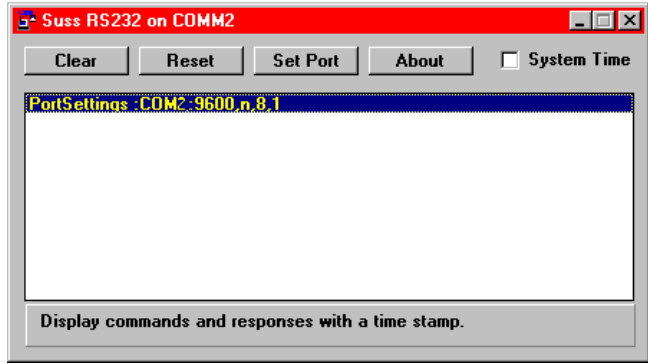 Suss RS232 on COMM2
Clear Reset Set Port About System Time
PortSettings :COM2:9600,n,8,1
Display commands and responses with a time stamp.